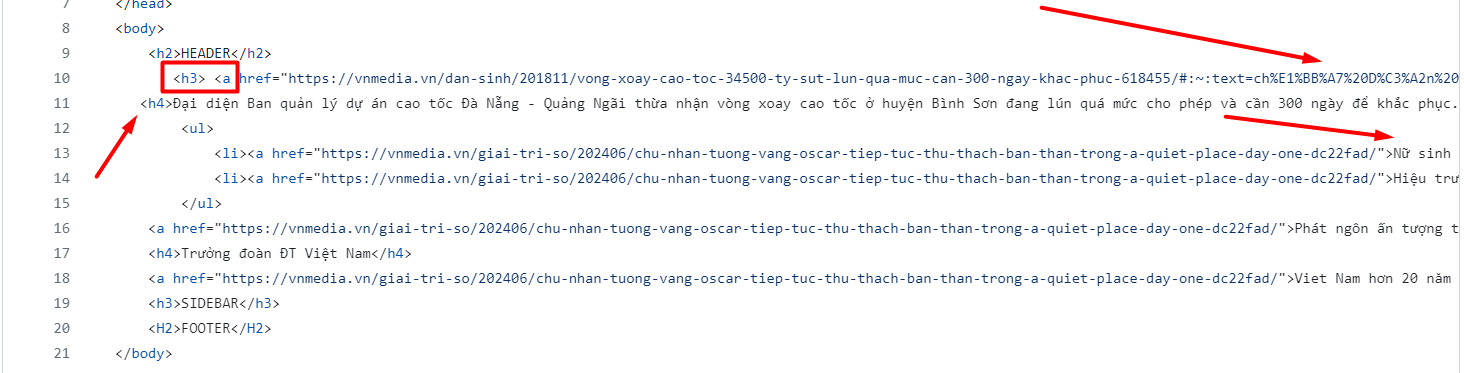 7 </head>
8 <body>
9 <h2>HEADER</h2>
10 <h3> <a href="https://vnmedia.vn/dan-sinh/201811/vong-xoay-cao-toc-34500-ty-sut-lun-qua-muc-can-300-ngay-khac-phuc-618455/#:~:text=ch%E1%BB%A7%20D%C3%A2n%20
11 <h4>Đại diện Ban quản lý dự án cao tốc Đà Nẵng - Quảng Ngãi thừa nhận vòng xoay cao tốc ở huyện Bình Sơn đang lún quá mức cho phép và cần 300 ngày để khắc phục.
12 <ul>
13 <li><a href="https://vnmedia.vn/giai-tri-so/202406/chu-nhan-tuong-vang-oscar-tiep-tuc-thu-thach-ban-than-trong-a-quiet-place-day-one-dc22fad/">Nữ sinh
14 <li><a href="https://vnmedia.vn/giai-tri-so/202406/chu-nhan-tuong-vang-oscar-tiep-tuc-thu-thach-ban-than-trong-a-quiet-place-day-one-dc22fad/">Hiệu trư
15 </ul>
16 <a href="https://vnmedia.vn/giai-tri-so/202406/chu-nhan-tuong-vang-oscar-tiep-tuc-thu-thach-ban-than-trong-a-quiet-place-day-one-dc22fad/">Phát ngôn ấn tượng t
17 <h4>Trưởng đoàn ĐT Việt Nam</h4>
18 <a href="https://vnmedia.vn/giai-tri-so/202406/chu-nhan-tuong-vang-oscar-tiep-tuc-thu-thach-ban-than-trong-a-quiet-place-day-one-dc22fad/">Viet Nam hơn 20 năm
19 <h3>SIDEBAR</h3>
20 <H2>FOOTER</H2>
21 </body>